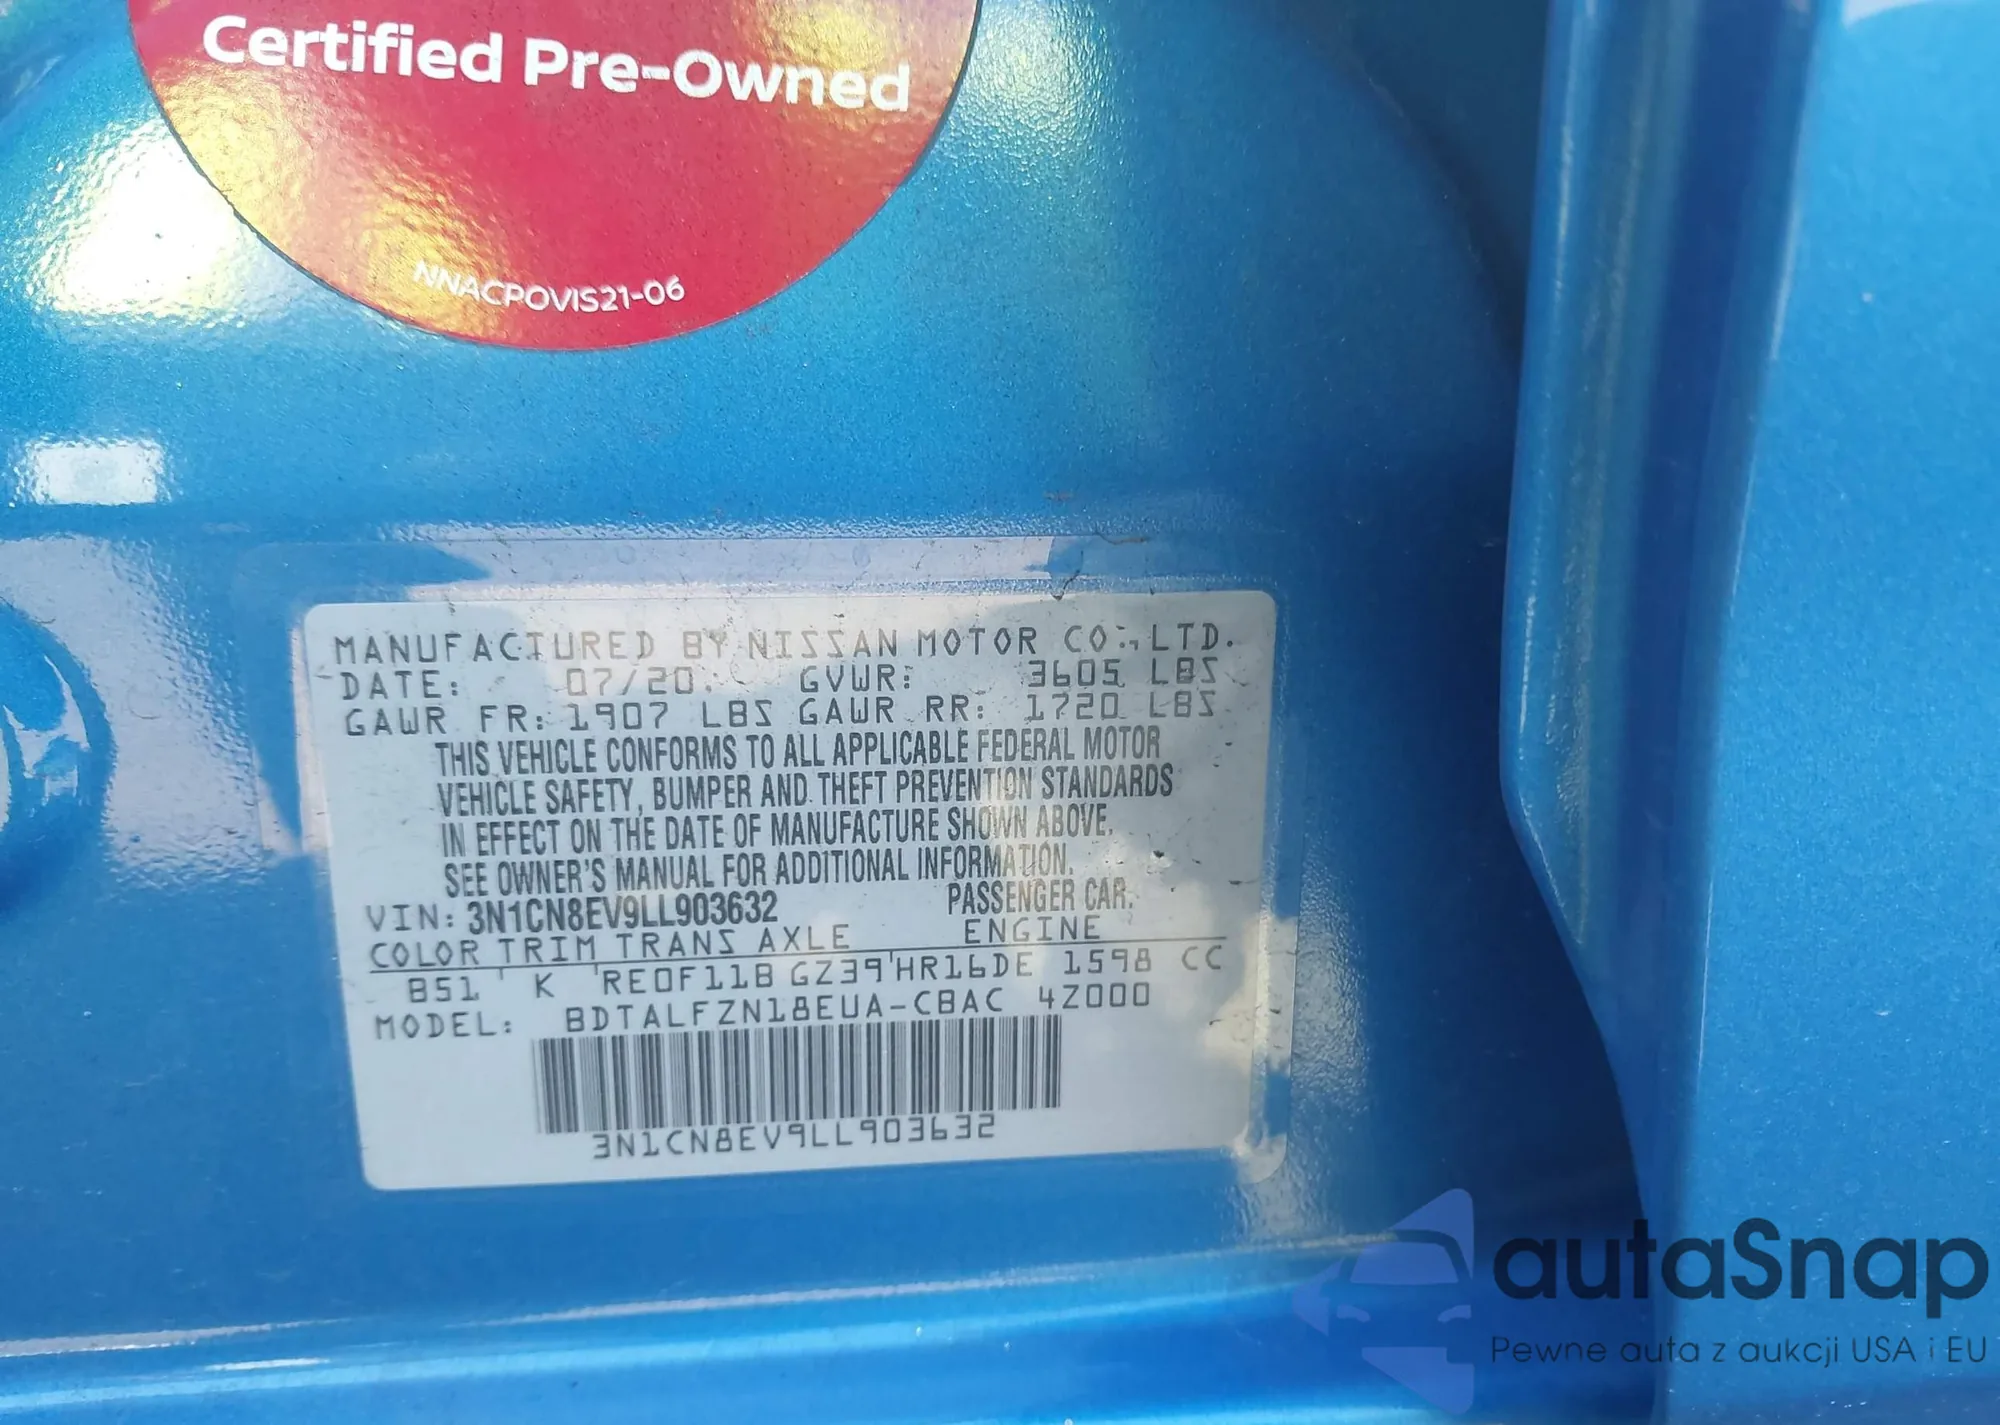 Certified Pre-Owned
NNACPOVIS21-06
MANUFACTURED BY NISSAN MOTOR CO., LTD.
DATE: 07/20 GVWR: 3605 LBS
GAWR FR: 1907 LBS GAWR RR: 1720 LBS
THIS VEHICLE CONFORMS TO ALL APPLICABLE FEDERAL MOTOR
VEHICLE SAFETY, BUMPER AND THEFT PREVENTION STANDARDS
IN EFFECT ON THE DATE OF MANUFACTURE SHOWN ABOVE.
SEE OWNER'S MANUAL FOR ADDITIONAL INFORMATION.
VIN: 3N1CN8EV9LL903632 PASSENGER CAR.
COLOR TRIM TRANS AXLE ENGINE
B51 K RE0F11B GZ39 HR16DE 1598 CC
MODEL: BDTALFZN18EUA-CBAC 4Z000
3N1CN8EV9LL903632
autaSnap
Pewne auta z aukcji USA i EU